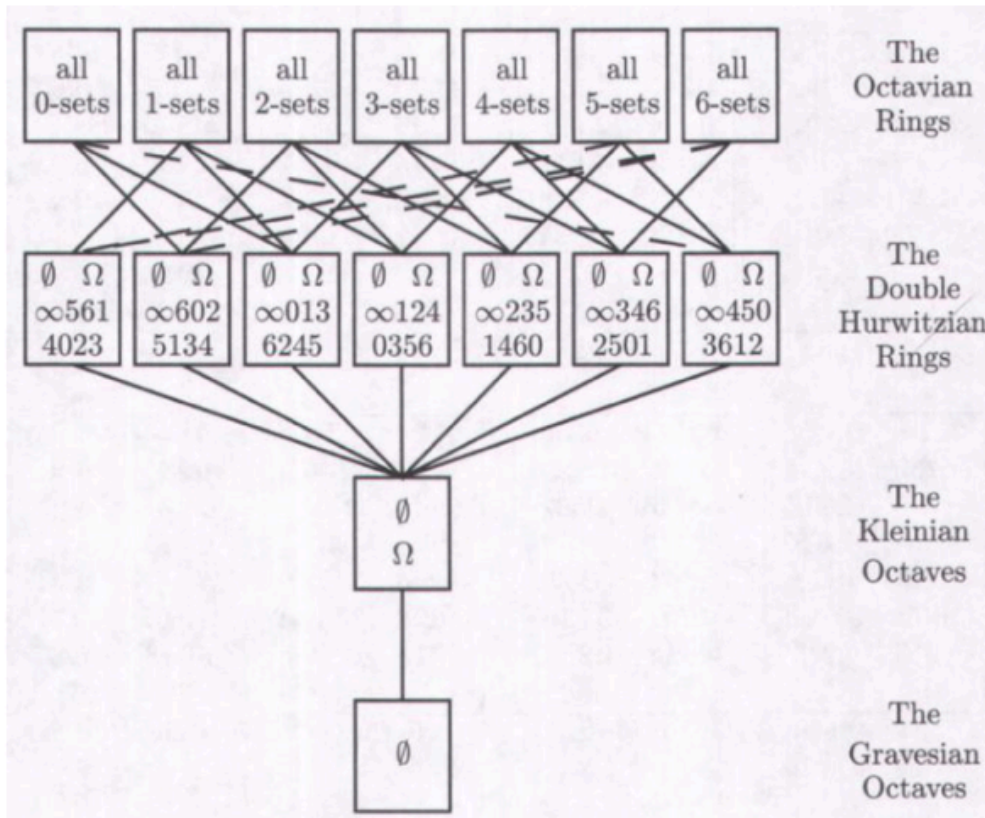 all all all all all all all
0-sets 1-sets 2-sets 3-sets 4-sets 5-sets 6-sets
The
Octavian
Rings
∅ Ω ∅ Ω ∅ Ω ∅ Ω ∅ Ω ∅ Ω ∅ Ω
∞561 ∞602 ∞013 ∞124 ∞235 ∞346 ∞450
4023 5134 6245 0356 1460 2501 3612
The
Double
Hurwitzian
Rings
∅
Ω
The
Kleinian
Octaves
∅
The
Gravesian
Octaves